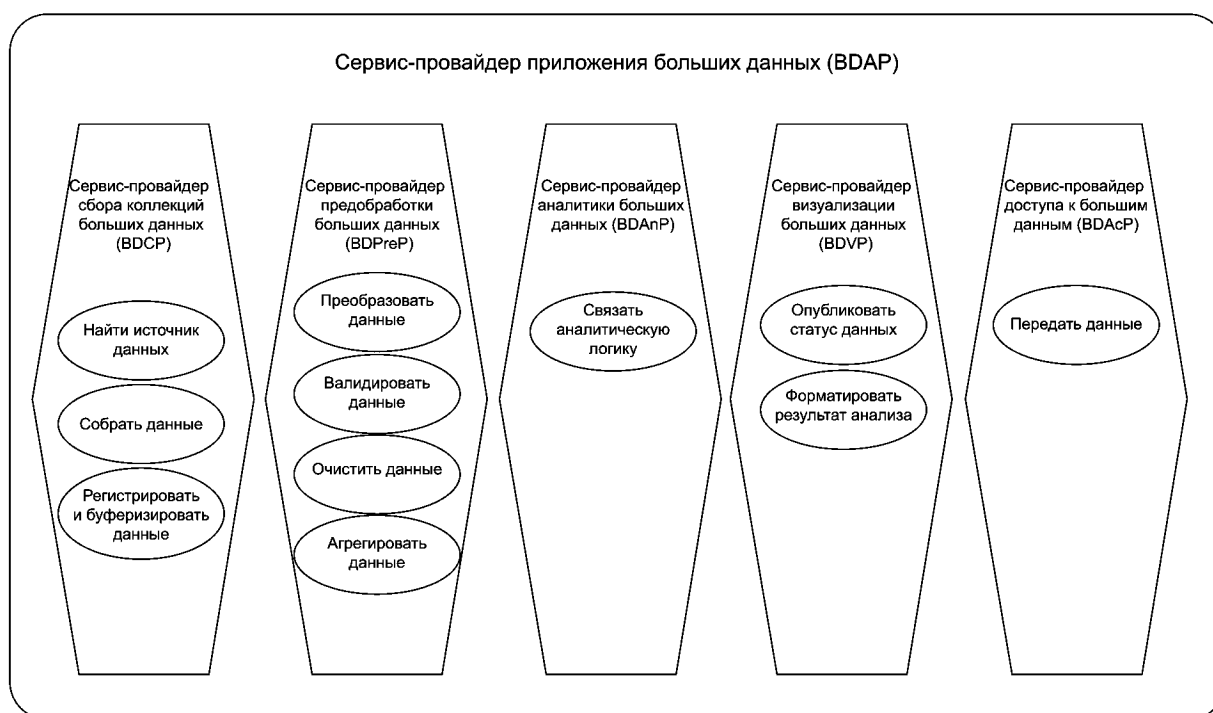 Сервис-провайдер приложения больших данных (BDAP)
Сервис-провайдер
сбора коллекций
больших данных
(BDCP)
Найти источник
данных
Собрать данные
Регистрировать
и буферизировать
данные
Сервис-провайдер
предобработки
больших данных
(BDPreP)
Преобразовать
данные
Валидировать
данные
Очистить данные
Агрегировать
данные
Сервис-провайдер
аналитики больших
данных (BDAnP)
Связать
аналитическую
логику
Сервис-провайдер
визуализации
больших данных
(BDVP)
Опубликовать
статус данных
Форматировать
результат анализа
Сервис-провайдер
доступа к большим
данным (BDAcP)
Передать данные